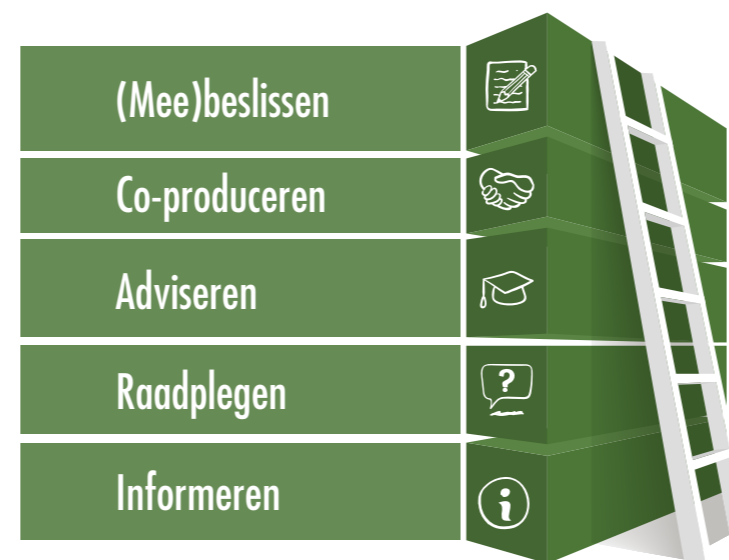 (Mee)beslissen
Co-produceren
Adviseren
Raadplegen
?
Informeren
i